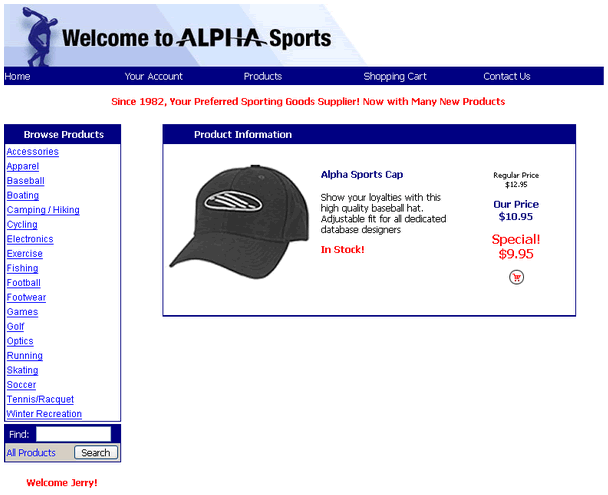 Welcome to ALPHA Sports
Home Your Account Products Shopping Cart Contact Us
Since 1982, Your Preferred Sporting Goods Supplier! Now with Many New Products
Browse Products
Accessories
Apparel
Baseball
Boating
Camping / Hiking
Cycling
Electronics
Exercise
Fishing
Football
Footwear
Games
Golf
Optics
Running
Skating
Soccer
Tennis/Racquet
Winter Recreation
Find:
All Products Search
Welcome Jerry!
Product Information
Alpha Sports Cap
Show your loyalties with this
high quality baseball hat.
Adjustable fit for all dedicated
database designers
In Stock!
Regular Price
$12.95
Our Price
$10.95
Special!
$9.95